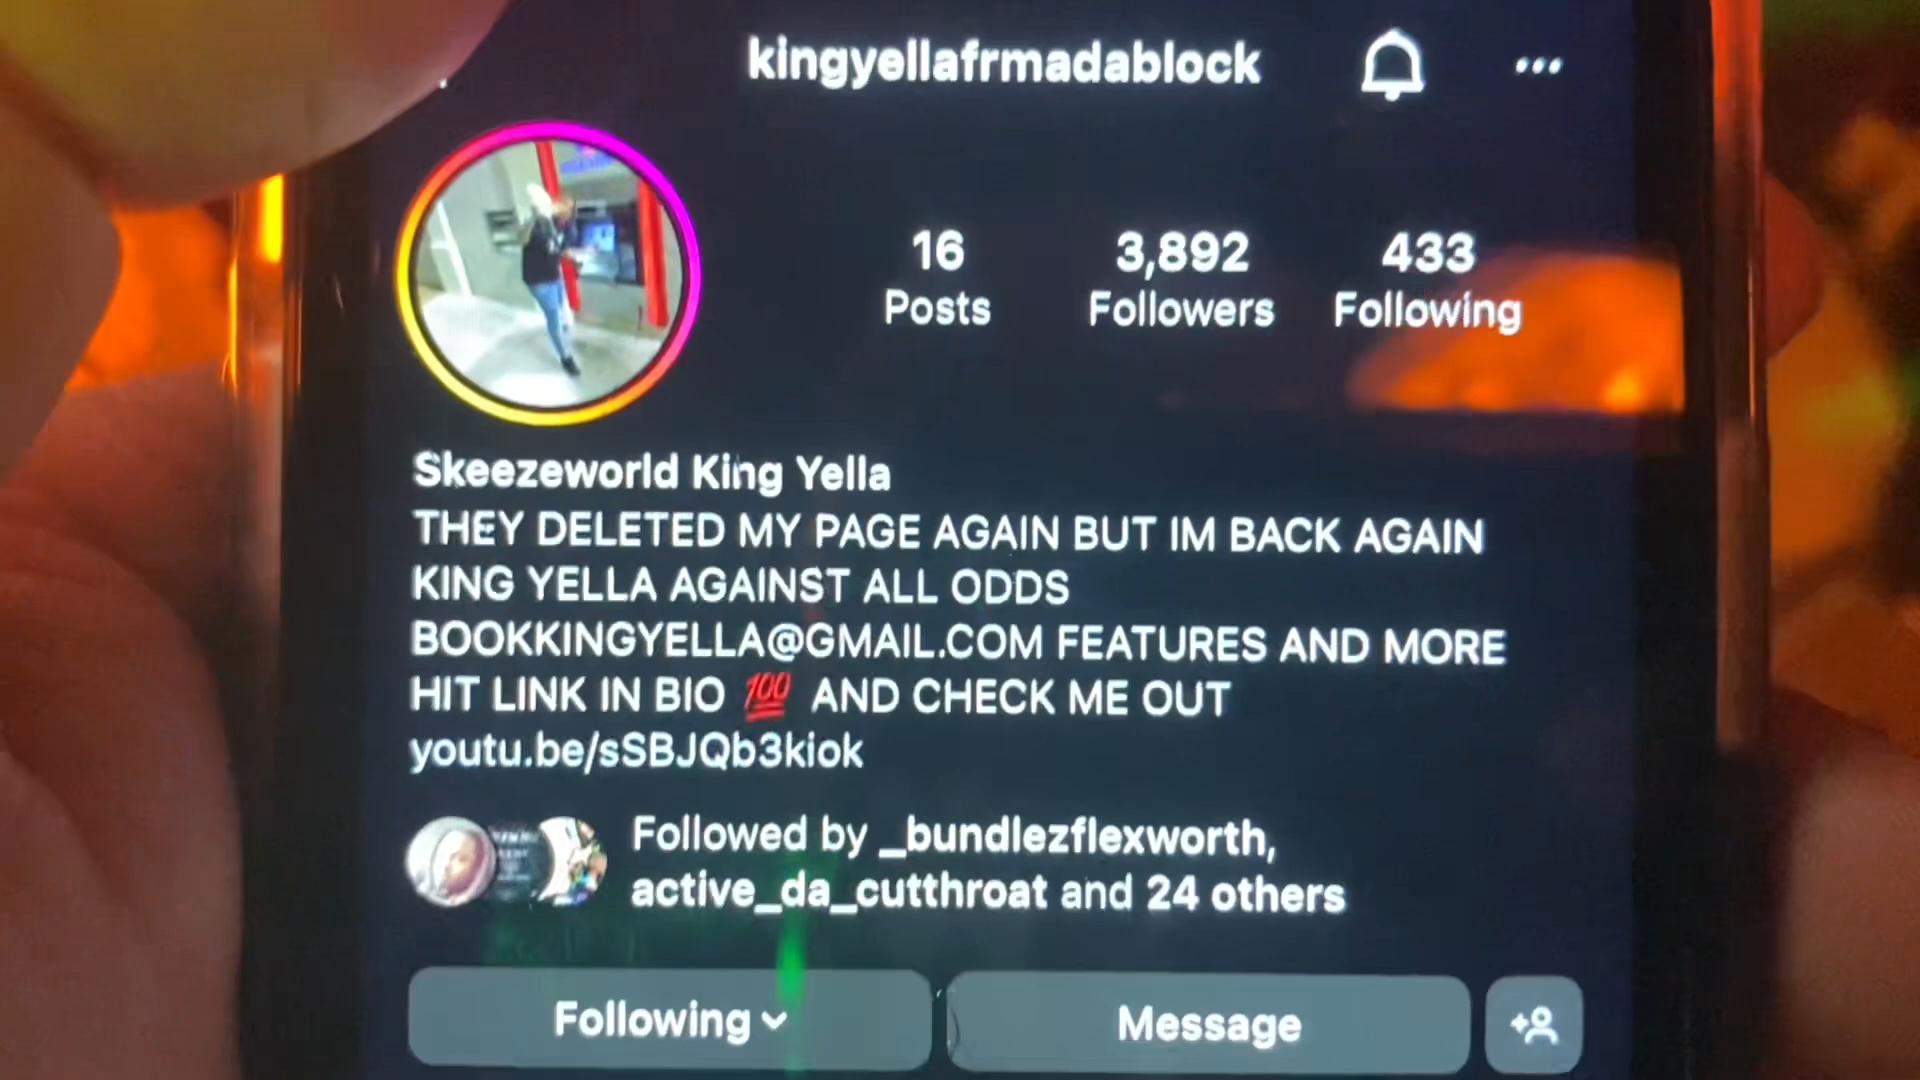 kingyellafrmadablock
16 3,892 433
Posts Followers Following
Skeezeworld King Yella
THEY DELETED MY PAGE AGAIN BUT IM BACK AGAIN
KING YELLA AGAINST ALL ODDS
BOOKKINGYELLA@GMAIL.COM FEATURES AND MORE
HIT LINK IN BIO 💯 AND CHECK ME OUT
youtu.be/sSBJQb3kiok
Followed by _bundlezflexworth,
active_da_cutthroat and 24 others
Following Message